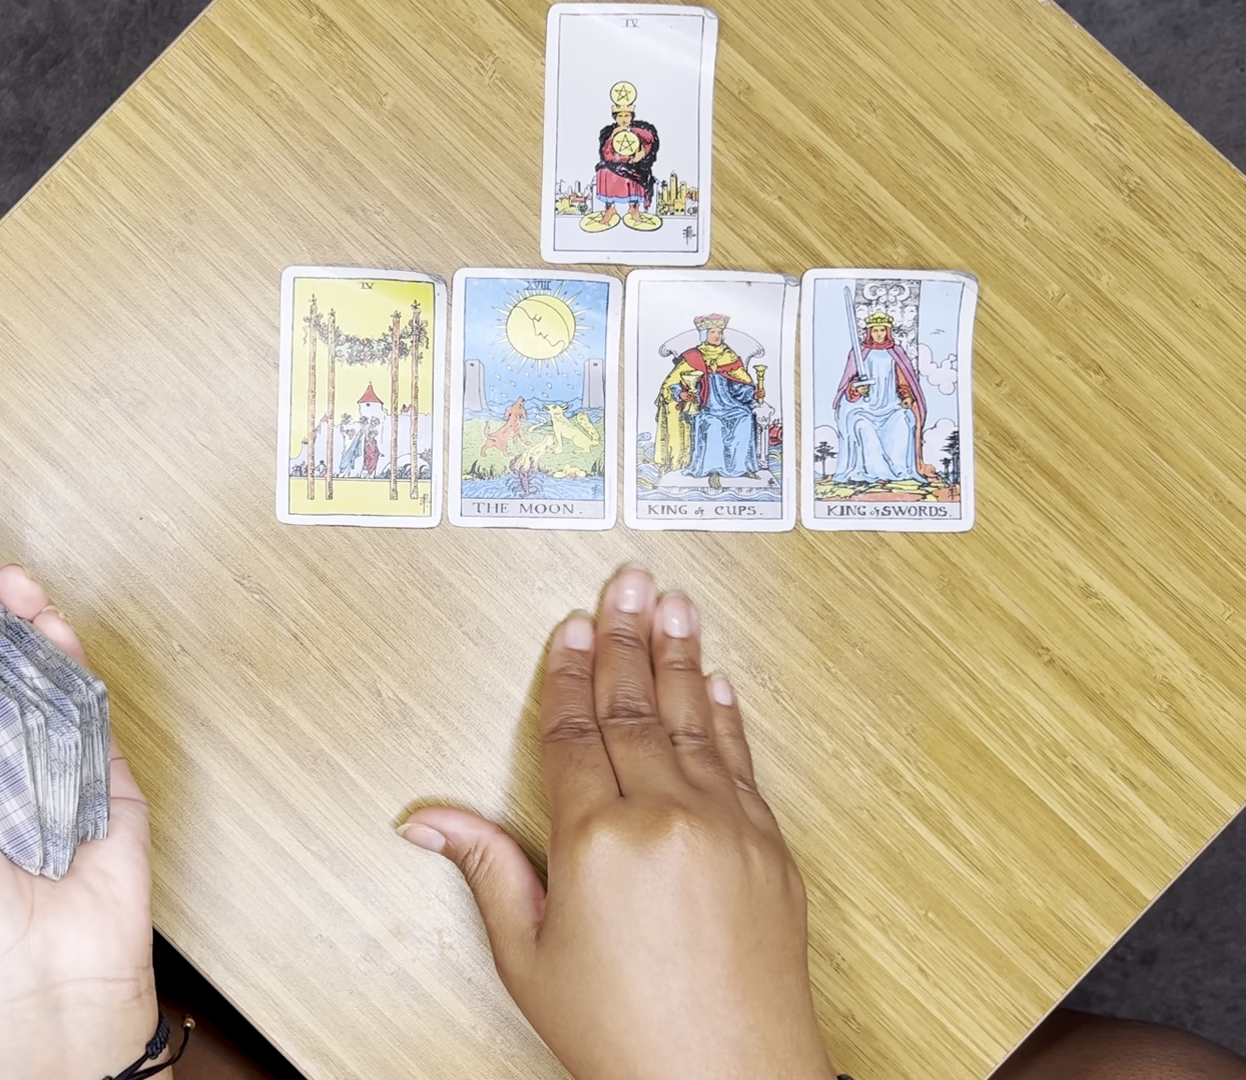 IV
IV
XVIII
THE MOON.
KING of CUPS.
KING of SWORDS.